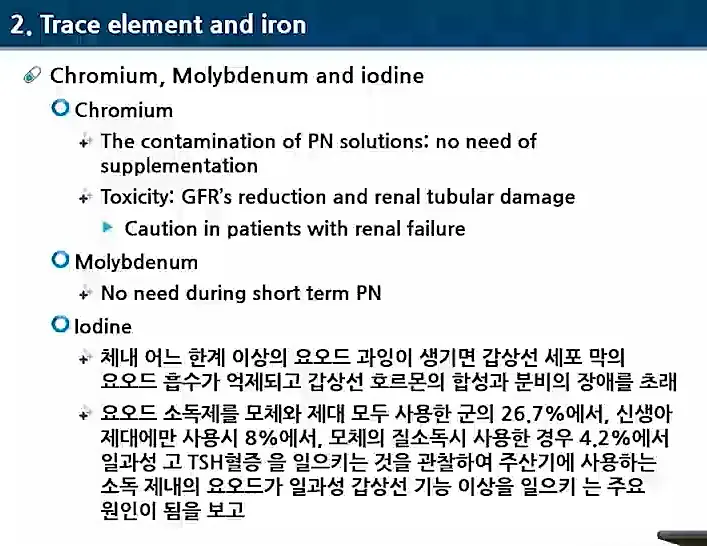 2. Trace element and iron
Chromium, Molybdenum and iodine
Chromium
The contamination of PN solutions: no need of
supplementation
Toxicity: GFR's reduction and renal tubular damage
Caution in patients with renal failure
Molybdenum
No need during short term PN
Iodine
체내 어느 한계 이상의 요오드 과잉이 생기면 갑상선 세포 막의
요오드 흡수가 억제되고 갑상선 호르몬의 합성과 분비의 장애를 초래
요오드 소독제를 모체와 제대 모두 사용한 군의 26.7%에서, 신생아
제대에만 사용시 8%에서, 모체의 질소독시 사용한 경우 4.2%에서
일과성 고 TSH혈증 을 일으키는 것을 관찰하여 주산기에 사용하는
소독 제내의 요오드가 일과성 갑상선 기능 이상을 일으키 는 주요
원인이 됨을 보고